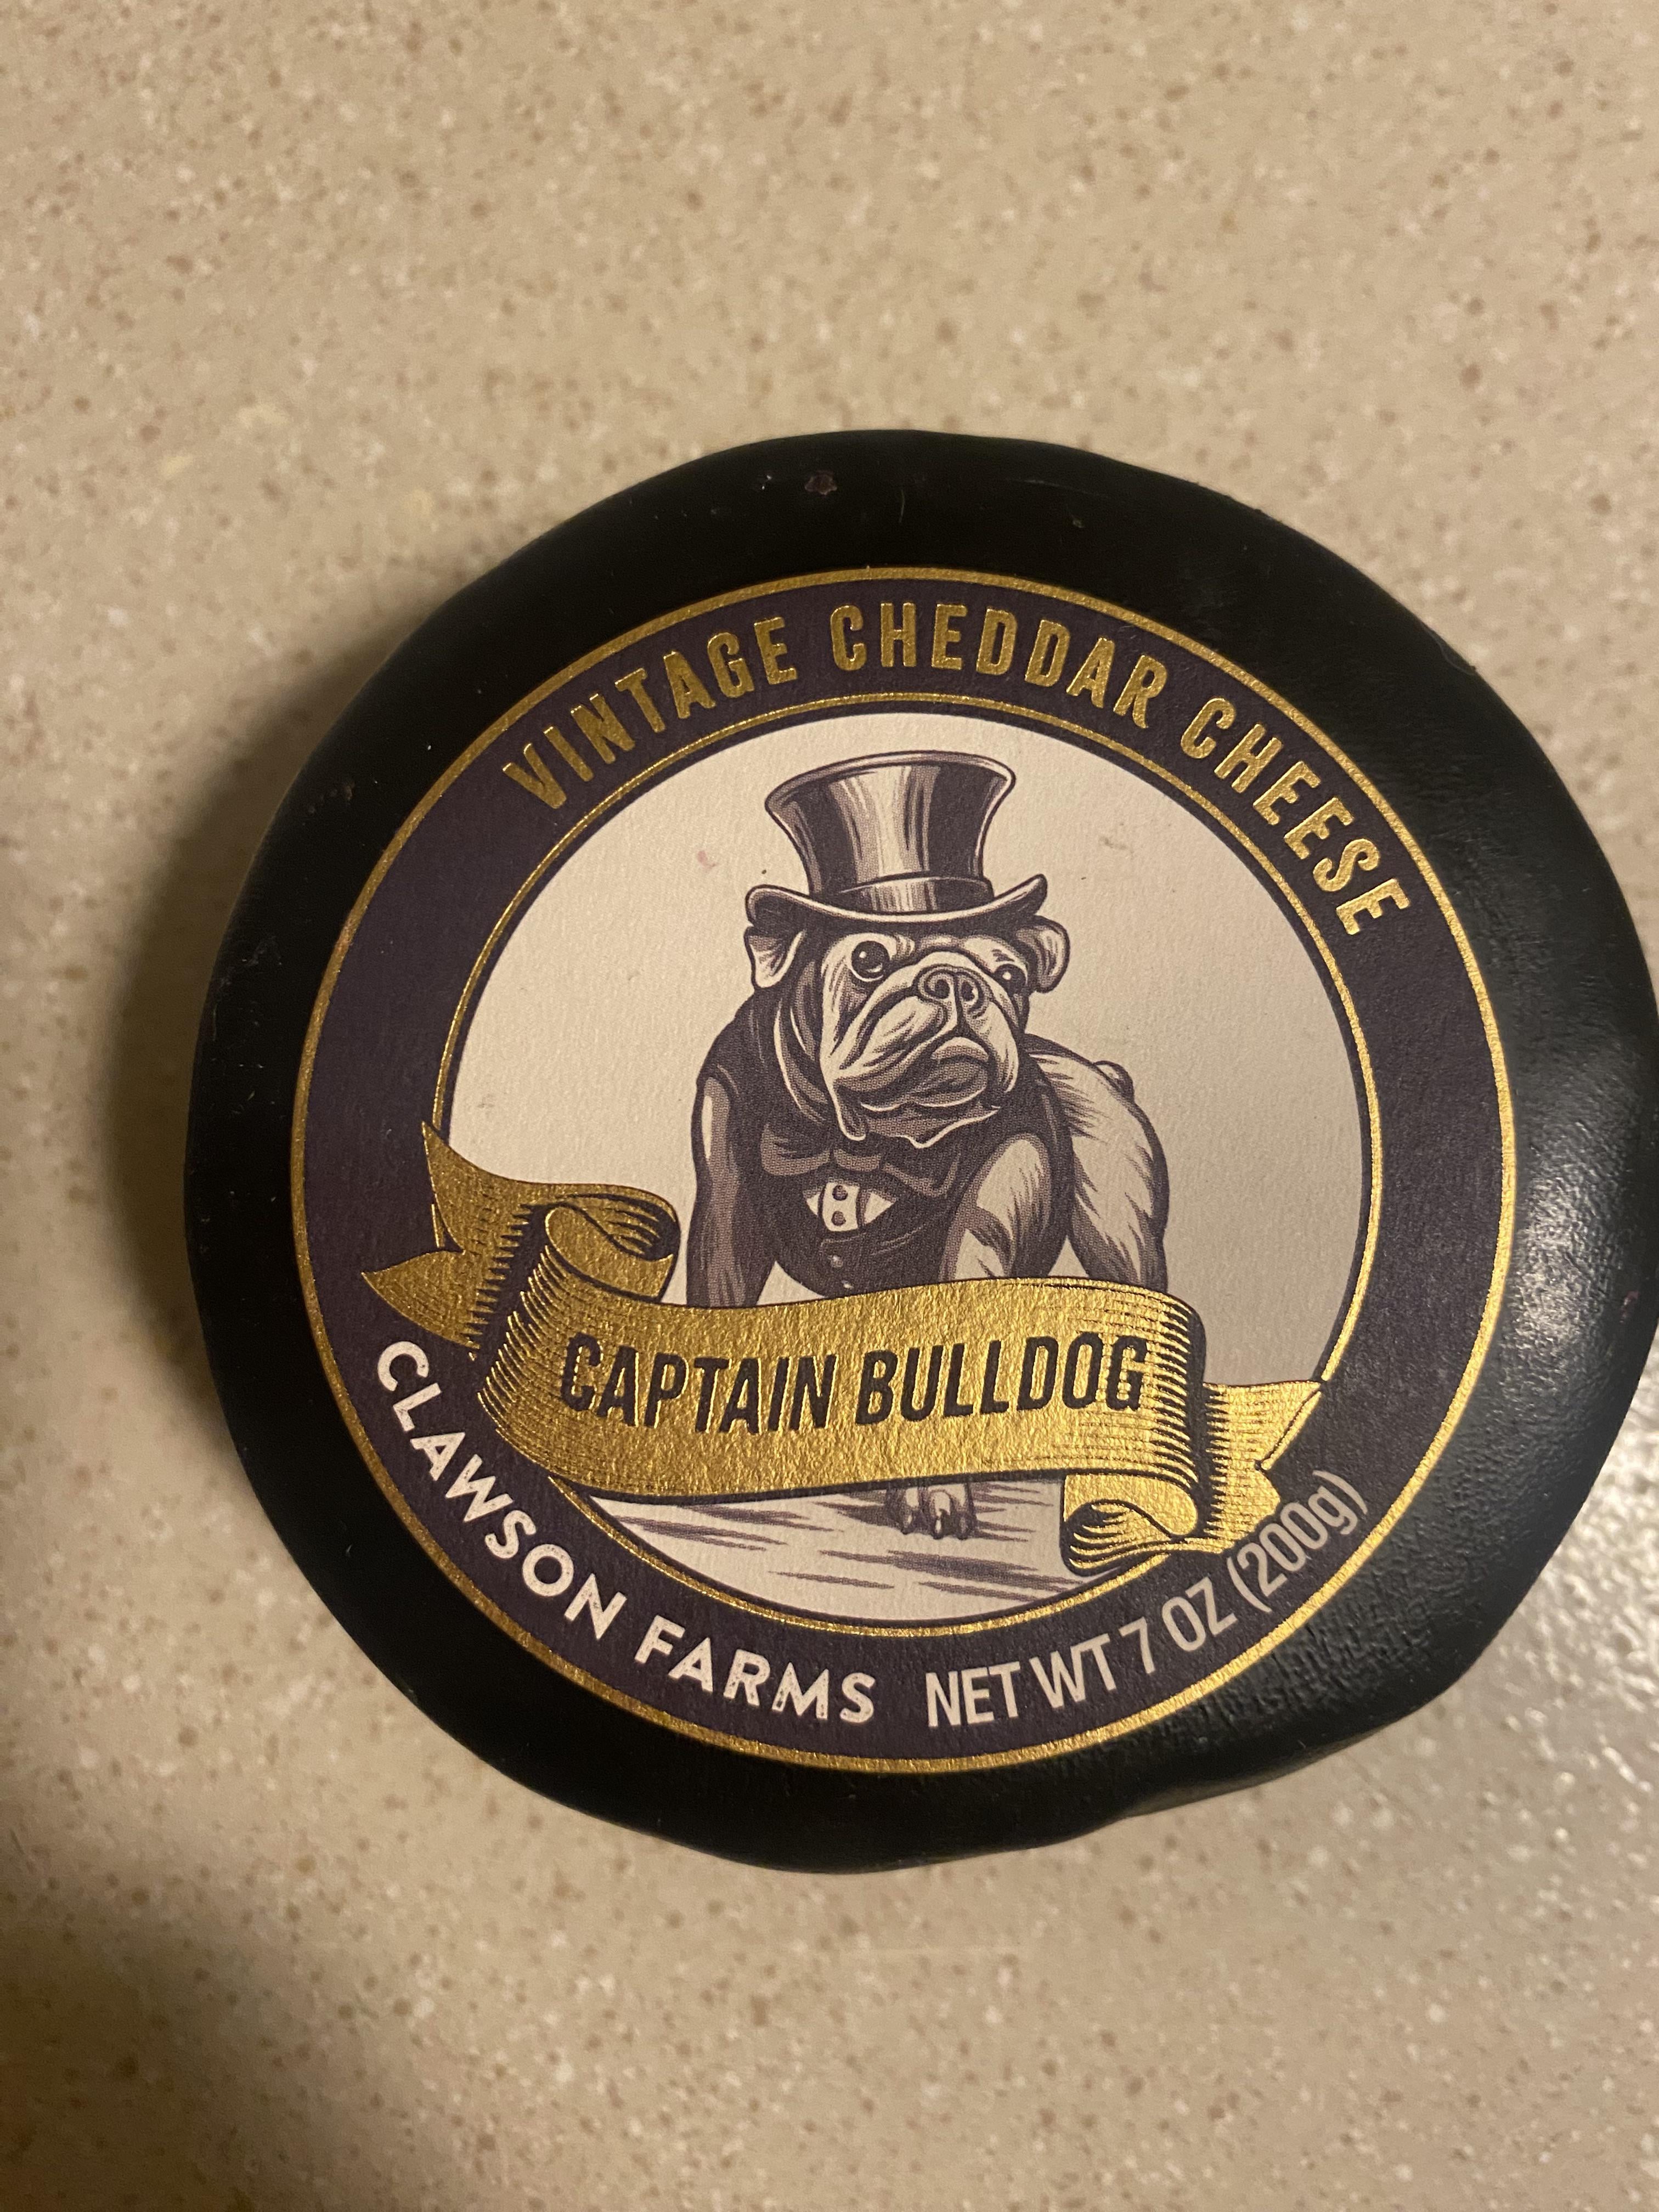 VINTAGE CHEDDAR CHEESE
CAPTAIN BULLDOG
CLAWSON FARMS
NET WT 7 OZ (200g)